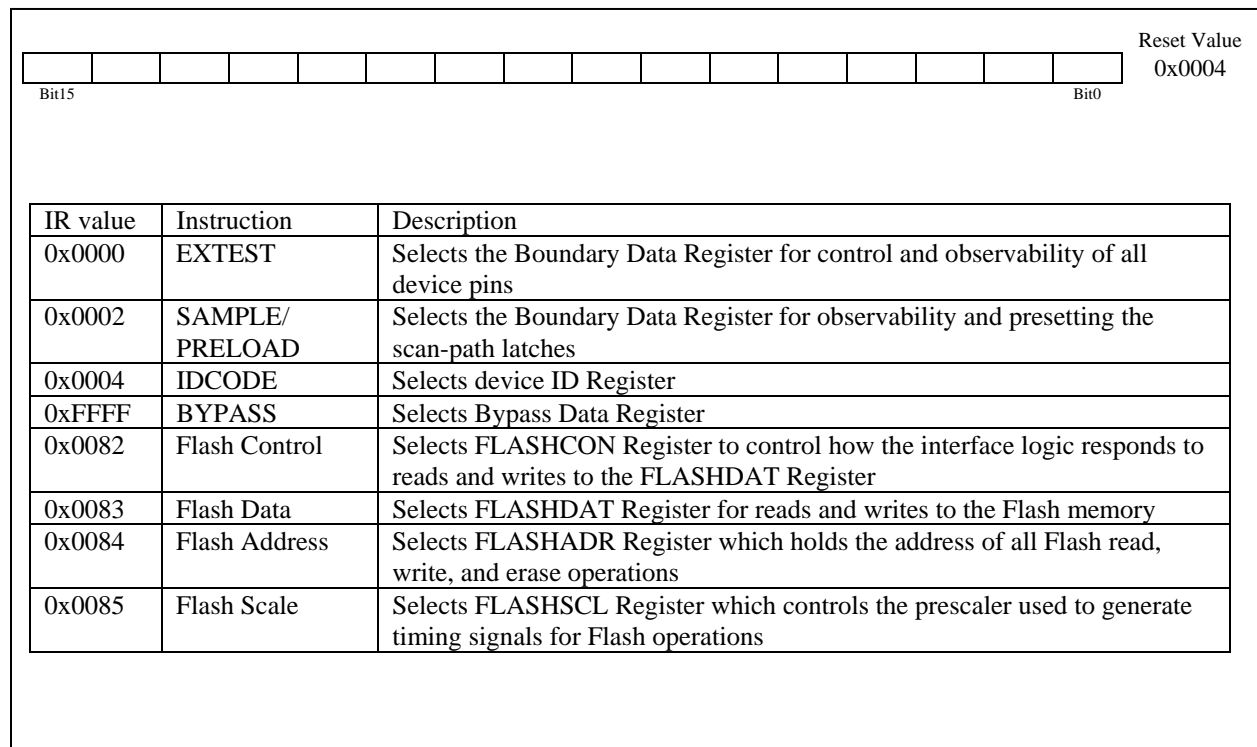 Reset Value
0x0004
Bit15 Bit0
IR value Instruction Description
0x0000 EXTEST Selects the Boundary Data Register for control and observability of all
device pins
0x0002 SAMPLE/ Selects the Boundary Data Register for observability and presetting the
PRELOAD scan-path latches
0x0004 IDCODE Selects device ID Register
0xFFFF BYPASS Selects Bypass Data Register
0x0082 Flash Control Selects FLASHCON Register to control how the interface logic responds to
reads and writes to the FLASHDAT Register
0x0083 Flash Data Selects FLASHDAT Register for reads and writes to the Flash memory
0x0084 Flash Address Selects FLASHADR Register which holds the address of all Flash read,
write, and erase operations
0x0085 Flash Scale Selects FLASHSCL Register which controls the prescaler used to generate
timing signals for Flash operations